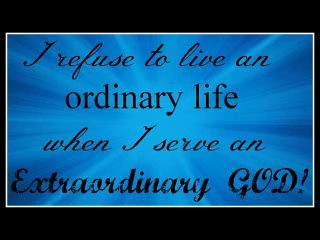 I refuse to live an
ordinary life
when I serve an
Extraordinary GOD!